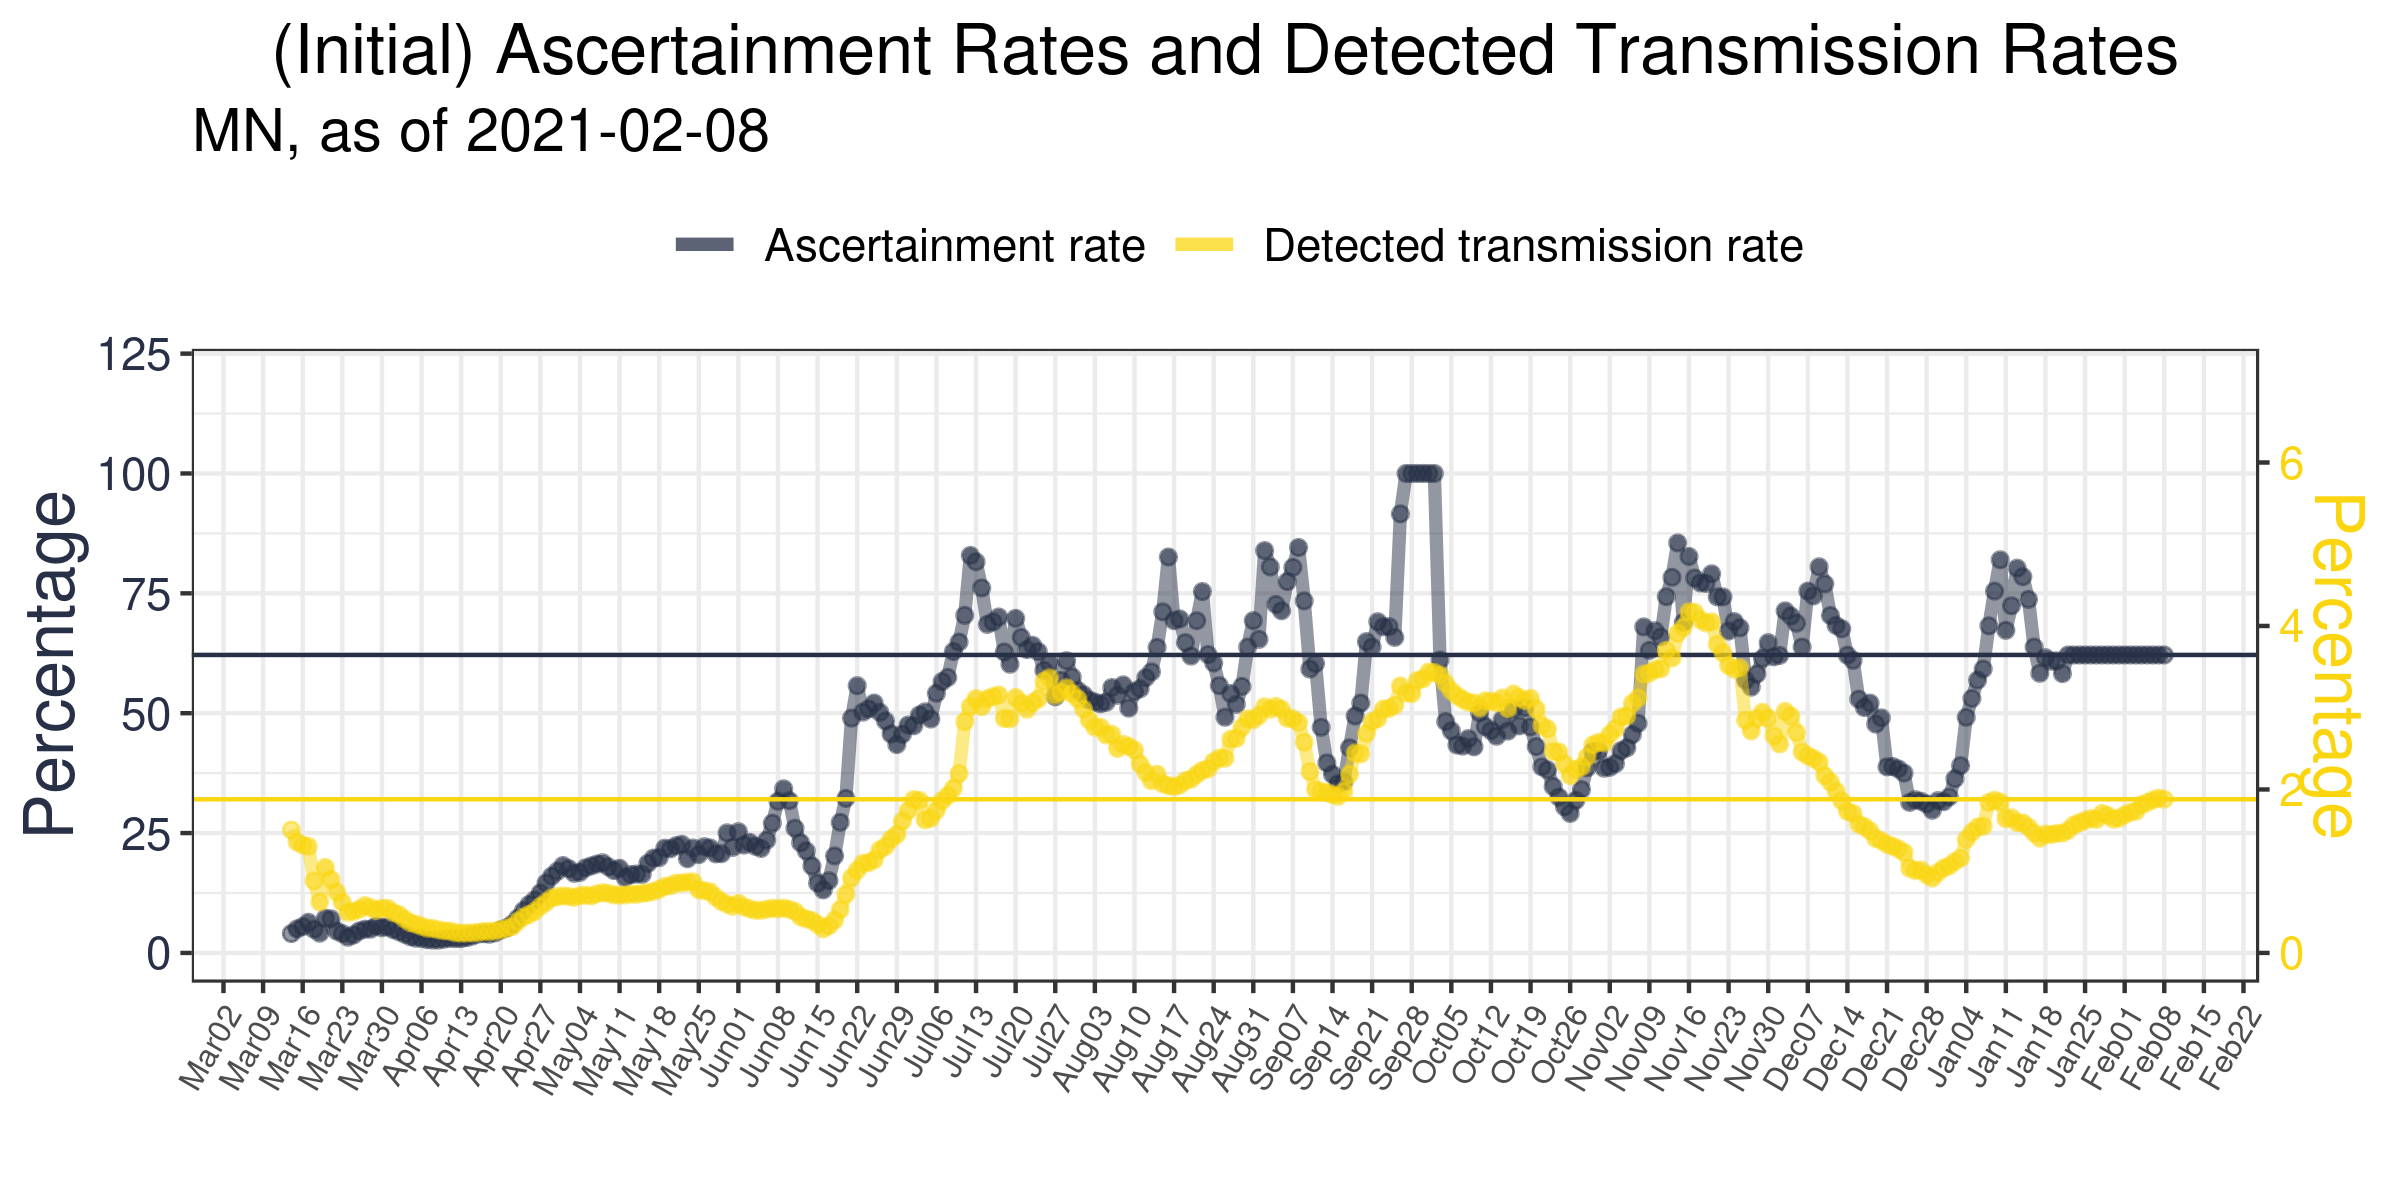 (Initial) Ascertainment Rates and Detected Transmission Rates
MN, as of 2021-02-08
Ascertainment rate
Detected transmission rate
Percentage
125
100
75
50
25
0
6
4
2
0
Percentage
Mar02
Mar09
Mar16
Mar23
Mar30
Apr06
Apr13
Apr20
Apr27
May04
May11
May18
May25
Jun01
Jun08
Jun15
Jun22
Jun29
Jul06
Jul13
Jul20
Jul27
Aug03
Aug10
Aug17
Aug24
Aug31
Sep07
Sep14
Sep21
Sep28
Oct05
Oct12
Oct19
Oct26
Nov02
Nov09
Nov16
Nov23
Nov30
Dec07
Dec14
Dec21
Dec28
Jan04
Jan11
Jan18
Jan25
Feb01
Feb08
Feb15
Feb22